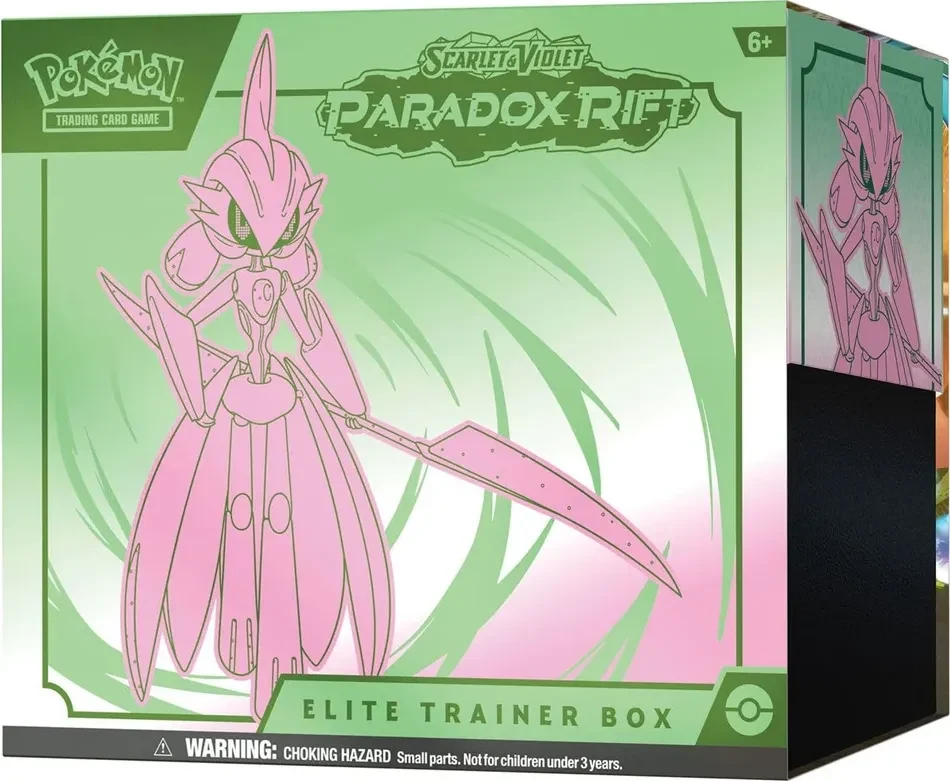 POKÉMON
TRADING CARD GAME
SCARLET & VIOLET
PARADOX RIFT
6+
ELITE TRAINER BOX
WARNING: CHOKING HAZARD Small parts. Not for children under 3 years.